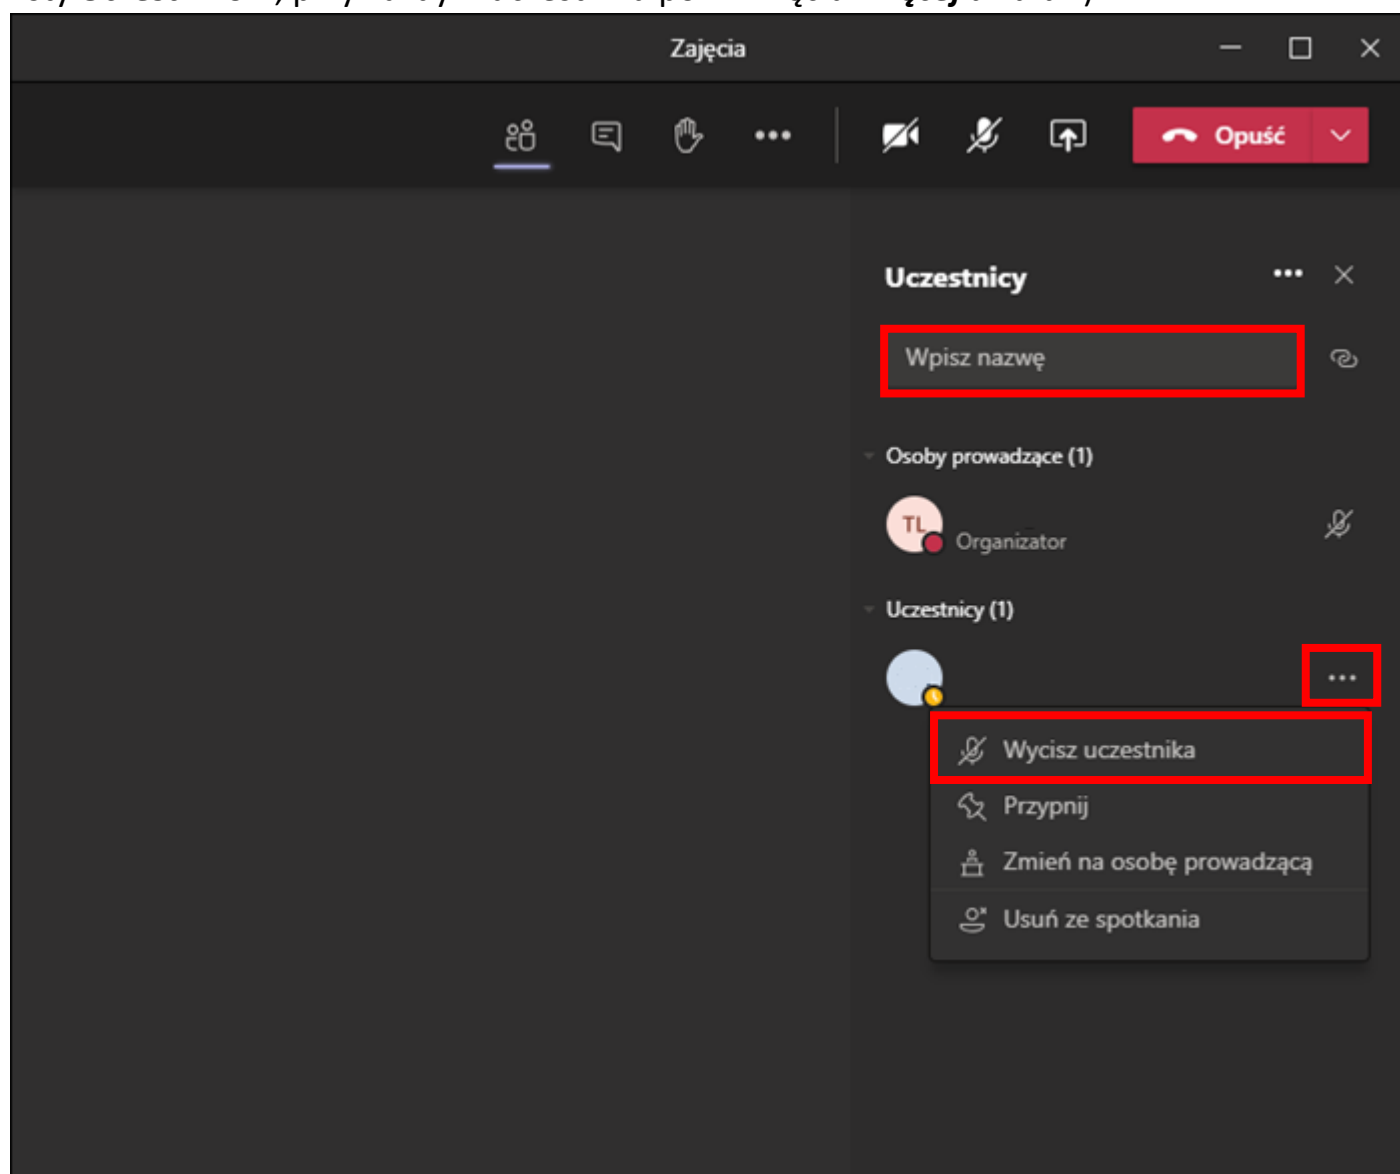 Zajęcia
Opuść
Uczestnicy
Wpisz nazwę
Osoby prowadzące (1)
TL
Organizator
Uczestnicy (1)
Wycisz uczestnika
Przypnij
Zmień na osobę prowadzącą
Usuń ze spotkania